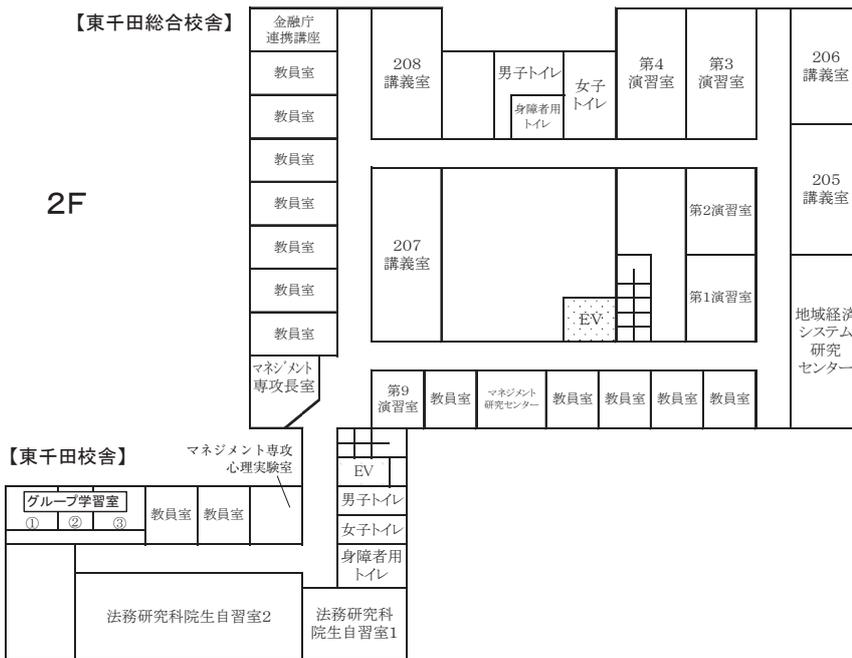 【東千田総合校舎】
金融庁
連携講座
教員室
教員室
教員室
教員室
教員室
教員室
教員室
マネジメント
専攻長室
2F
208
講義室
男子トイレ
身障者用
トイレ
女子
トイレ
第4
演習室
第3
演習室
206
講義室
205
講義室
207
講義室
第2演習室
第1演習室
EV
地域経済
システム
研究
センター
第9
演習室
教員室
マネジメント
研究センター
教員室
教員室
教員室
教員室
【東千田校舎】
マネジメント専攻
心理実験室
グループ学習室
①
②
③
教員室
教員室
EV
男子トイレ
女子トイレ
身障者用
トイレ
法務研究科院生自習室2
法務研究科
院生自習室1